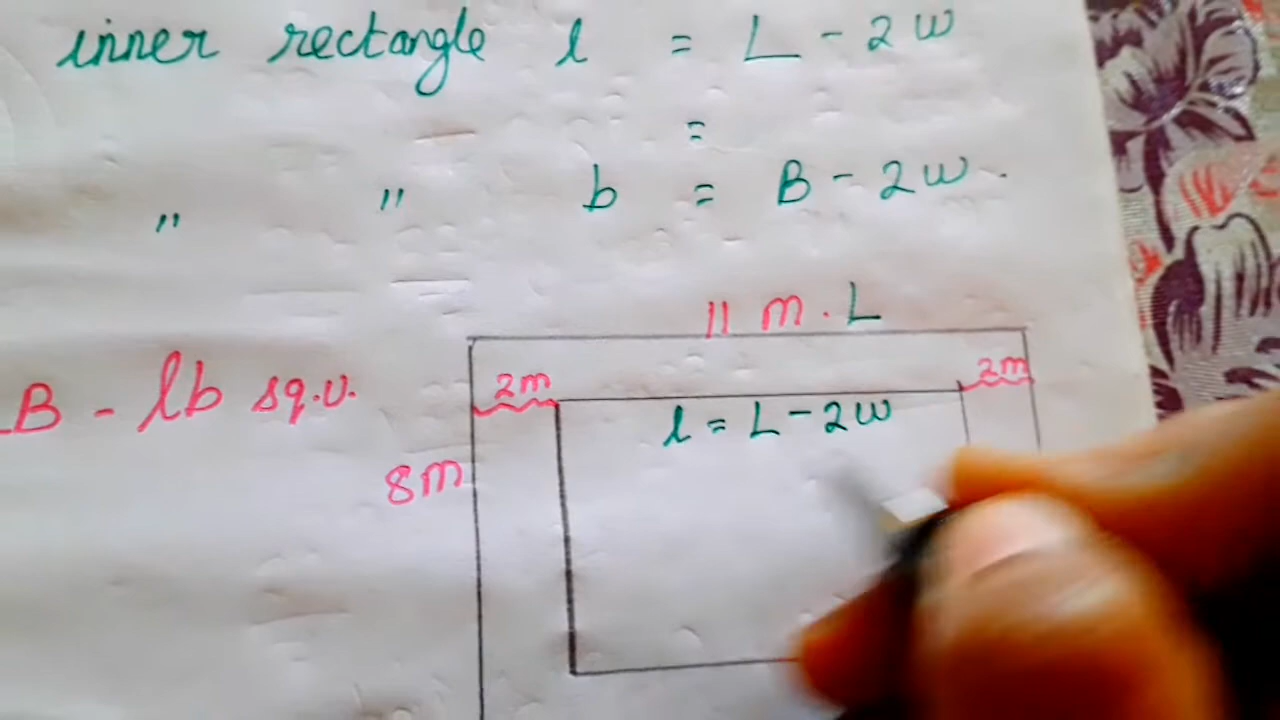 inner rectangle l = L - 2w
=
" " b = B - 2w.
11 m. L
B - lb sq.u.
2m 2m
l = L - 2w
8m